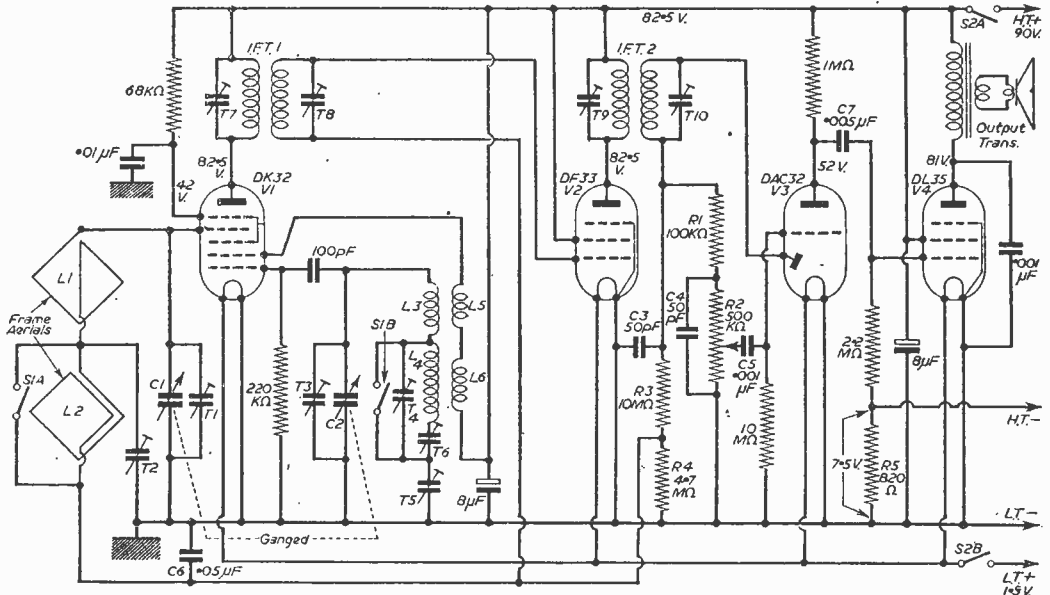 82·5 V.
S2A
H.T.+
90V.
I.F.T.1
I.F.T.2
68KΩ
T7
T8
T9
T10
1MΩ
C7
·005µF
Output
Trans.
·01µF
42
V.
82·5
V.
DK32
V1
82·5
V.
DF33
V2
52V.
DAC32
V3
81V.
DL35
V4
100pF
L1
Frame
Aerials
L3
L5
R1
100KΩ
·001
µF
S1B
C4
50
pF
R2
500
KΩ
C3
50pF
C5
·001
µF
S1A
L2
C1
T1
220
KΩ
T3
C2
L4
T4
L6
T6
R3
10MΩ
10
MΩ
2·2
MΩ
8µF
H.T.-
T2
T5
8µF
R4
4·7
MΩ
7·5V.
R5
820
Ω
L.T.-
Ganged
C6
·05µF
S2B
L.T.+
1·5V.